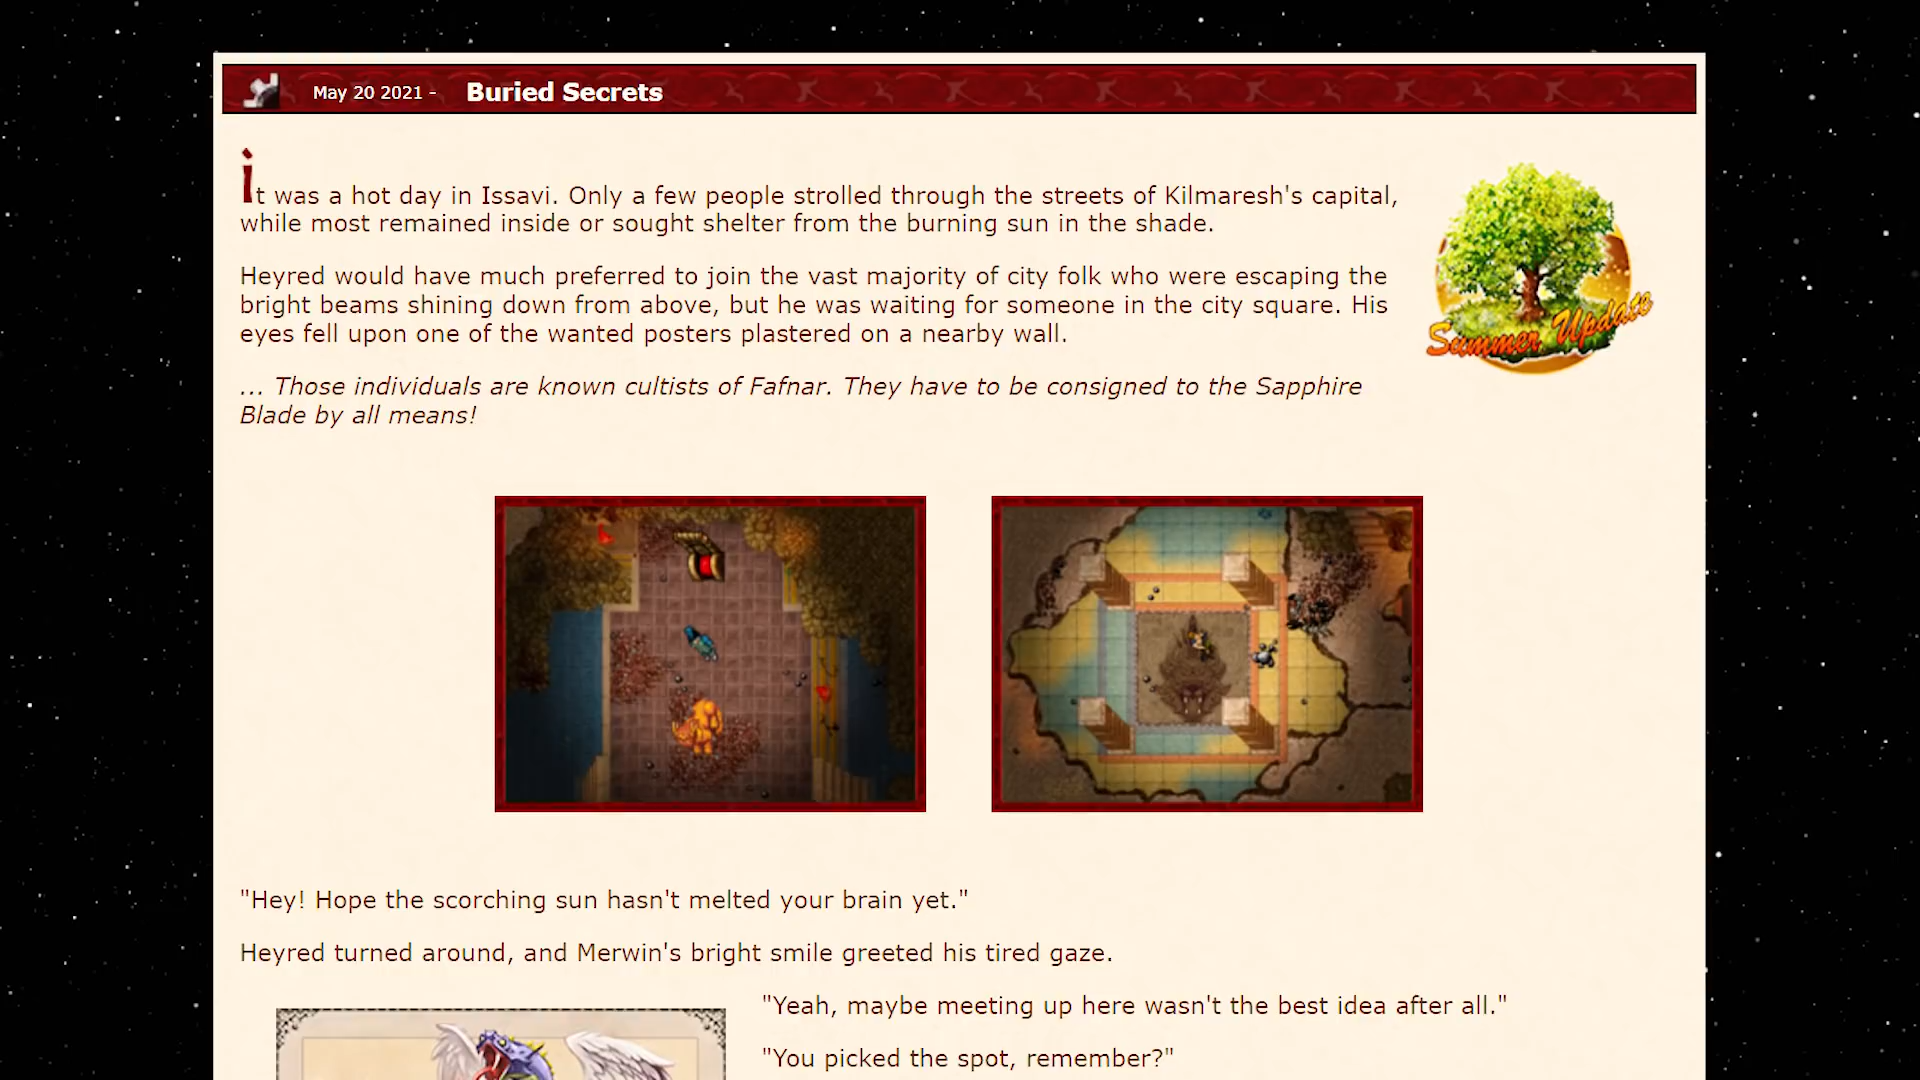 May 20 2021 - Buried Secrets
It was a hot day in Issavi. Only a few people strolled through the streets of Kilmaresh's capital,
while most remained inside or sought shelter from the burning sun in the shade.
Heyred would have much preferred to join the vast majority of city folk who were escaping the
bright beams shining down from above, but he was waiting for someone in the city square. His
eyes fell upon one of the wanted posters plastered on a nearby wall.
Summer Update
... Those individuals are known cultists of Fafnar. They have to be consigned to the Sapphire
Blade by all means!
"Hey! Hope the scorching sun hasn't melted your brain yet."
Heyred turned around, and Merwin's bright smile greeted his tired gaze.
"Yeah, maybe meeting up here wasn't the best idea after all."
"You picked the spot, remember?"